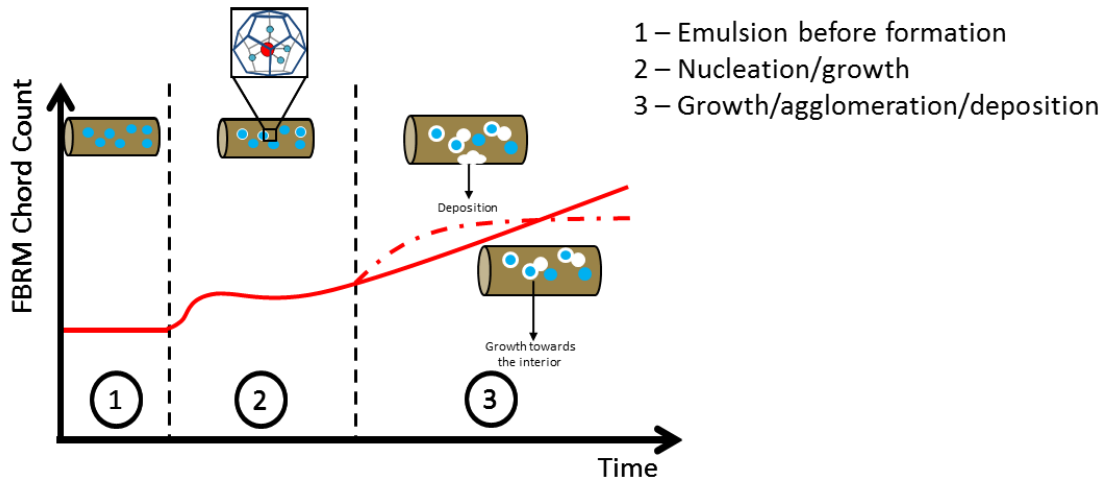 1 – Emulsion before formation
2 – Nucleation/growth
3 – Growth/agglomeration/deposition
FBRM Chord Count
Deposition
Growth towards
the interior
1
2
3
Time